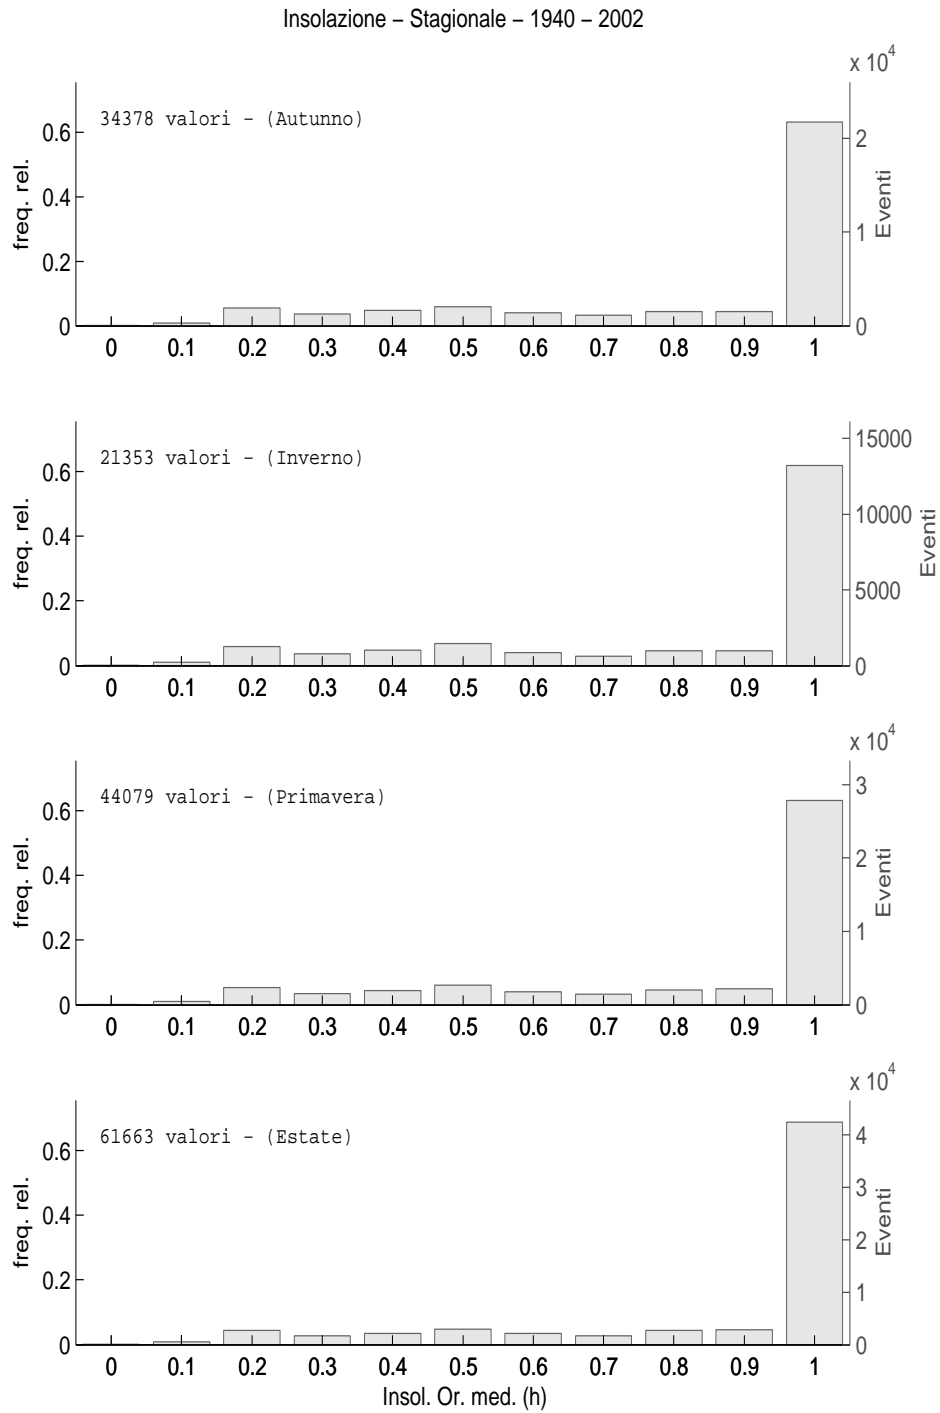 Insolazione – Stagionale – 1940 – 2002
x 10^4
34378 valori – (Autunno)
freq. rel.
0.6
0.4
0.2
0
2
1
0
Eventi
0 0.1 0.2 0.3 0.4 0.5 0.6 0.7 0.8 0.9 1
21353 valori – (Inverno)
freq. rel.
0.6
0.4
0.2
0
15000
10000
5000
0
Eventi
0 0.1 0.2 0.3 0.4 0.5 0.6 0.7 0.8 0.9 1
x 10^4
44079 valori – (Primavera)
freq. rel.
0.6
0.4
0.2
0
3
2
1
0
Eventi
0 0.1 0.2 0.3 0.4 0.5 0.6 0.7 0.8 0.9 1
x 10^4
61663 valori – (Estate)
freq. rel.
0.6
0.4
0.2
0
4
3
2
1
0
Eventi
0 0.1 0.2 0.3 0.4 0.5 0.6 0.7 0.8 0.9 1
Insol. Or. med. (h)